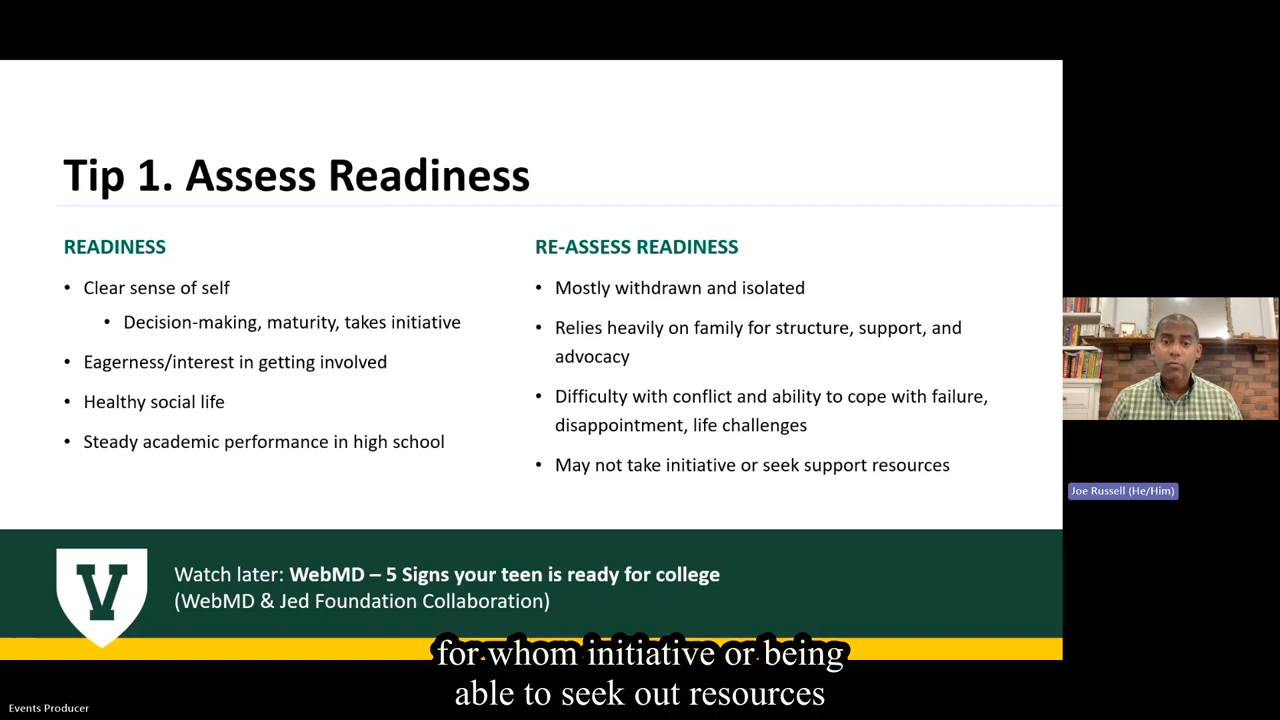 Tip 1. Assess Readiness
READINESS
• Clear sense of self
• Decision-making, maturity, takes initiative
• Eagerness/interest in getting involved
• Healthy social life
• Steady academic performance in high school
RE-ASSESS READINESS
• Mostly withdrawn and isolated
• Relies heavily on family for structure, support, and
advocacy
• Difficulty with conflict and ability to cope with failure,
disappointment, life challenges
• May not take initiative or seek support resources
Joe Russell (He/Him)
V
Watch later: WebMD – 5 Signs your teen is ready for college
(WebMD & Jed Foundation Collaboration)
for whom initiative or being
able to seek out resources
Events Producer